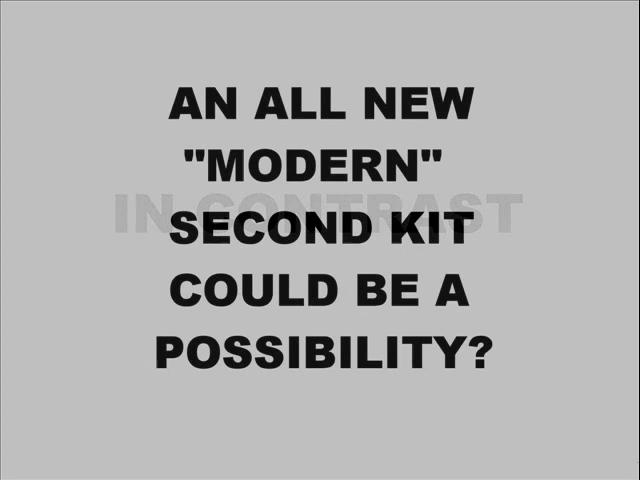 AN ALL NEW
"MODERN"
IN CONTRAST
SECOND KIT
COULD BE A
POSSIBILITY?